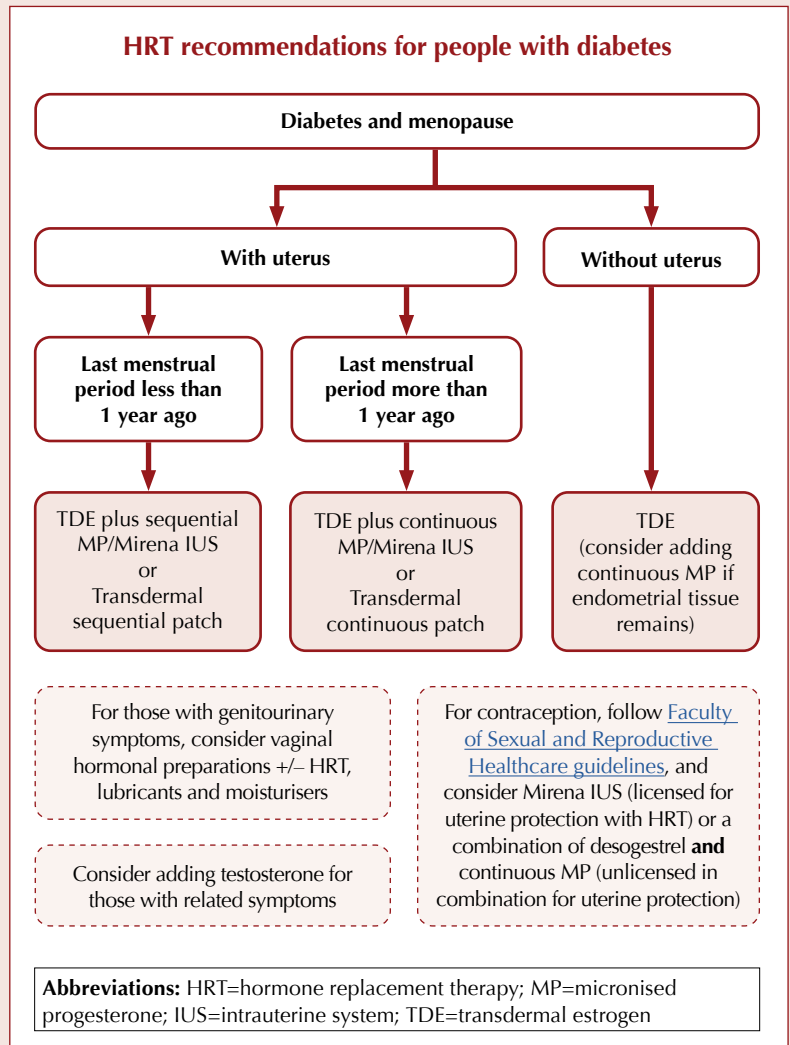 HRT recommendations for people with diabetes
Diabetes and menopause
With uterus
Without uterus
Last menstrual
period less than
1 year ago
Last menstrual
period more than
1 year ago
TDE plus sequential
MP/Mirena IUS
or
Transdermal
sequential patch
TDE plus continuous
MP/Mirena IUS
or
Transdermal
continuous patch
TDE
(consider adding
continuous MP if
endometrial tissue
remains)
For those with genitourinary
symptoms, consider vaginal
hormonal preparations +/– HRT,
lubricants and moisturisers
Consider adding testosterone for
those with related symptoms
For contraception, follow Faculty
of Sexual and Reproductive
Healthcare guidelines, and
consider Mirena IUS (licensed for
uterine protection with HRT) or a
combination of desogestrel and
continuous MP (unlicensed in
combination for uterine protection)
Abbreviations: HRT=hormone replacement therapy; MP=micronised
progesterone; IUS=intrauterine system; TDE=transdermal estrogen